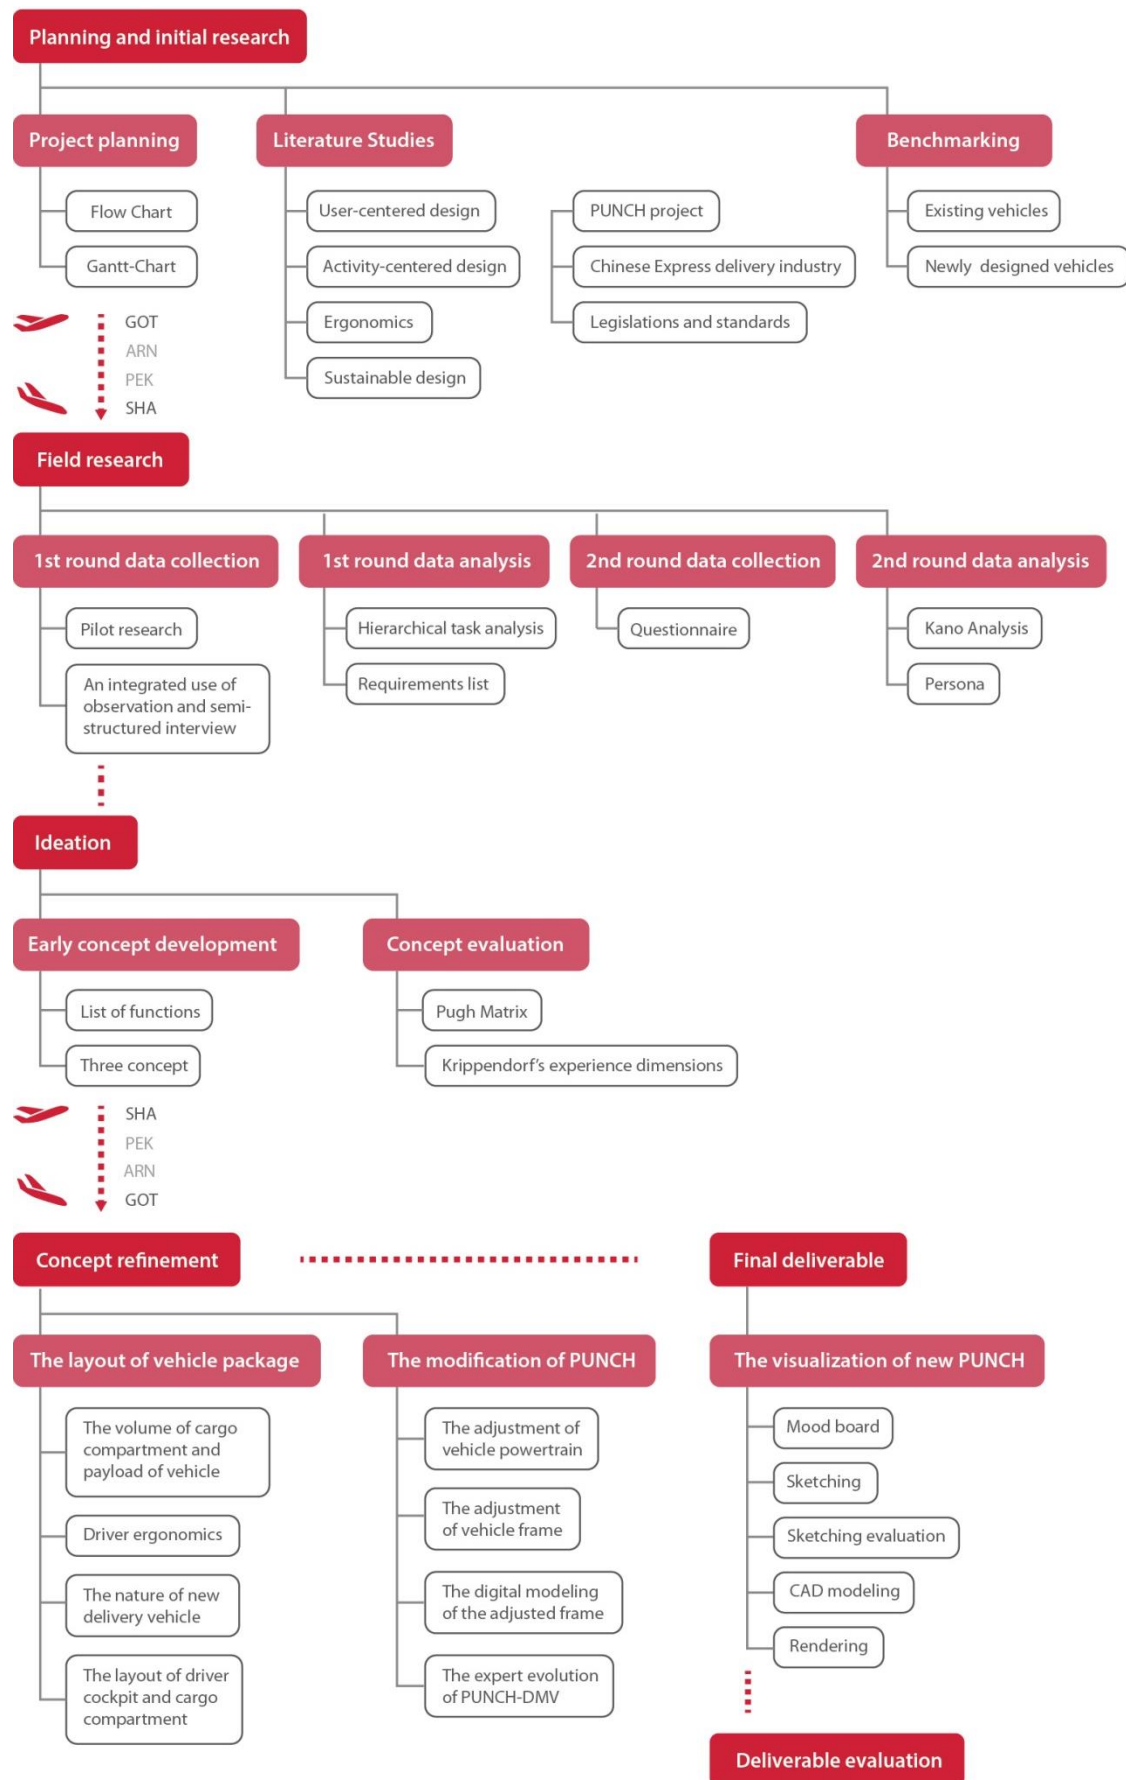 Planning and initial research
Project planning
Literature Studies
Benchmarking
Flow Chart
Gantt-Chart
User-centered design
Activity-centered design
Ergonomics
Sustainable design
PUNCH project
Chinese Express delivery industry
Legislations and standards
Existing vehicles
Newly designed vehicles
GOT
ARN
PEK
SHA
Field research
1st round data collection
1st round data analysis
2nd round data collection
2nd round data analysis
Pilot research
An integrated use of
observation and semi-
structured interview
Hierarchical task analysis
Requirements list
Questionnaire
Kano Analysis
Persona
Ideation
Early concept development
Concept evaluation
List of functions
Three concept
Pugh Matrix
Krippendorf's experience dimensions
SHA
PEK
ARN
GOT
Concept refinement
Final deliverable
The layout of vehicle package
The modification of PUNCH
The visualization of new PUNCH
The volume of cargo
compartment and
payload of vehicle
Driver ergonomics
The nature of new
delivery vehicle
The layout of driver
cockpit and cargo
compartment
The adjustment of
vehicle powertrain
The adjustment
of vehicle frame
The digital modeling
of the adjusted frame
The expert evolution
of PUNCH-DMV
Mood board
Sketching
Sketching evaluation
CAD modeling
Rendering
Deliverable evaluation